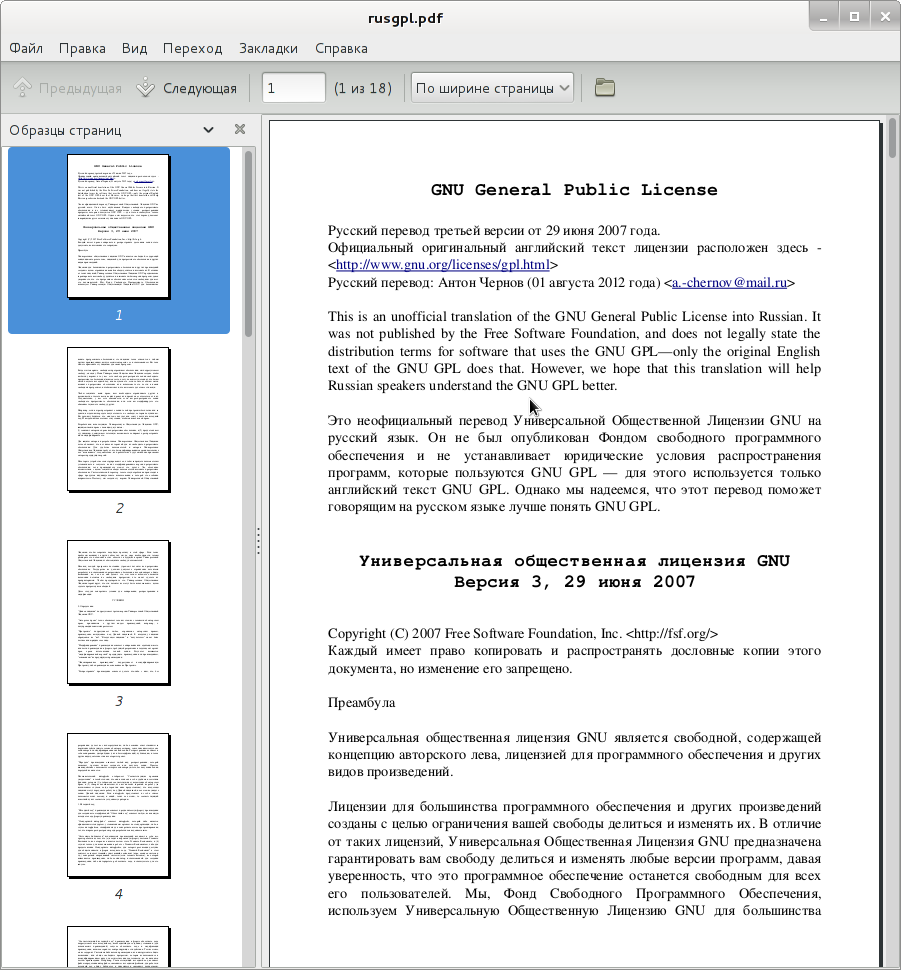 rusgpl.pdf
Файл Правка Вид Переход Закладки Справка
Предыдущая Следующая 1 (1 из 18) По ширине страницы
Образцы страниц
1
2
3
4
GNU General Public License
Русский перевод третьей версии от 29 июня 2007 года.
Официальный оригинальный английский текст лицензии расположен здесь -
<http://www.gnu.org/licenses/gpl.html>
Русский перевод: Антон Чернов (01 августа 2012 года) <a.-chernov@mail.ru>
This is an unofficial translation of the GNU General Public License into Russian. It
was not published by the Free Software Foundation, and does not legally state the
distribution terms for software that uses the GNU GPL—only the original English
text of the GNU GPL does that. However, we hope that this translation will help
Russian speakers understand the GNU GPL better.
Это неофициальный перевод Универсальной Общественной Лицензии GNU на
русский язык. Он не был опубликован Фондом свободного программного
обеспечения и не устанавливает юридические условия распространения
программ, которые пользуются GNU GPL — для этого используется только
английский текст GNU GPL. Однако мы надеемся, что этот перевод поможет
говорящим на русском языке лучше понять GNU GPL.
Универсальная общественная лицензия GNU
Версия 3, 29 июня 2007
Copyright (C) 2007 Free Software Foundation, Inc. <http://fsf.org/>
Каждый имеет право копировать и распространять дословные копии этого
документа, но изменение его запрещено.
Преамбула
Универсальная общественная лицензия GNU является свободной, содержащей
концепцию авторского лева, лицензией для программного обеспечения и других
видов произведений.
Лицензии для большинства программного обеспечения и других произведений
созданы с целью ограничения вашей свободы делиться и изменять их. В отличие
от таких лицензий, Универсальная Общественная Лицензия GNU предназначена
гарантировать вам свободу делиться и изменять любые версии программ, давая
уверенность, что это программное обеспечение останется свободным для всех
его пользователей. Мы, Фонд Свободного Программного Обеспечения,
используем Универсальную Общественную Лицензию GNU для большинства